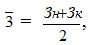 З̅ = (Зн+Зк)/2,